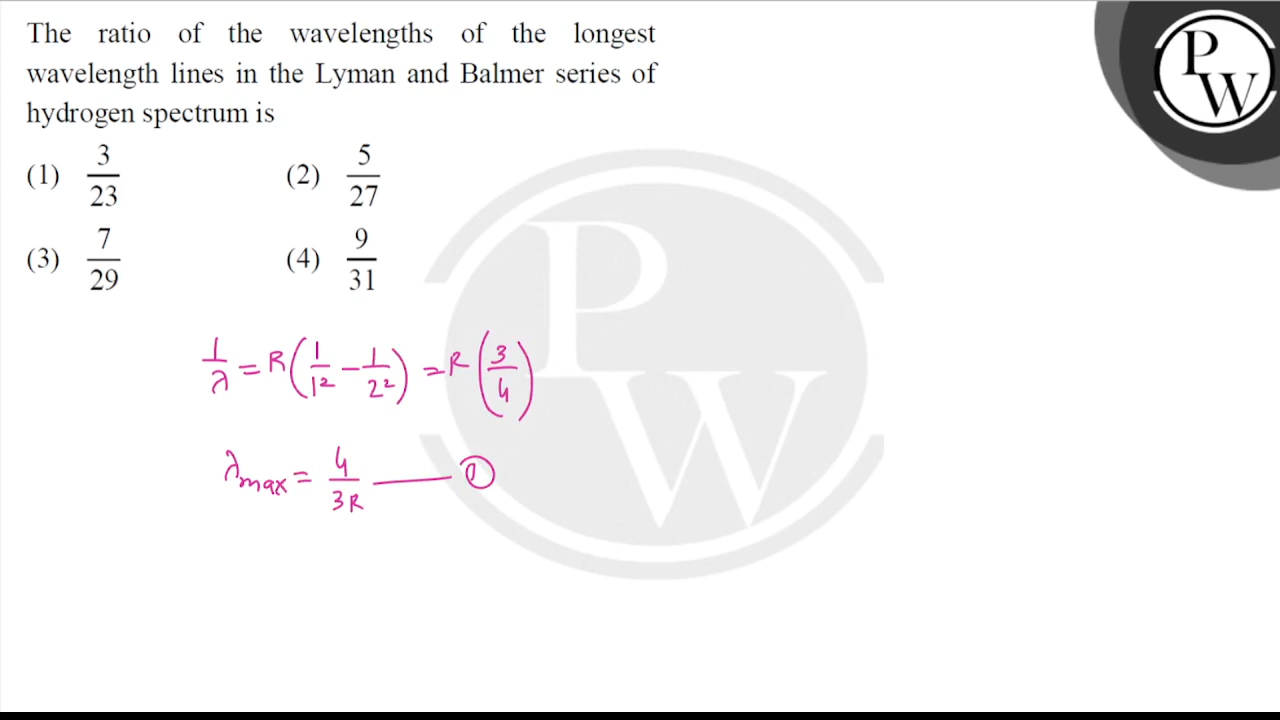 The ratio of the wavelengths of the longest
wavelength lines in the Lyman and Balmer series of
hydrogen spectrum is
(1) 3/23 (2) 5/27
(3) 7/29 (4) 9/31
1/λ = R(1/1² − 1/2²) = R(3/4)
λmax = 4/3R —— ①
PW
PW